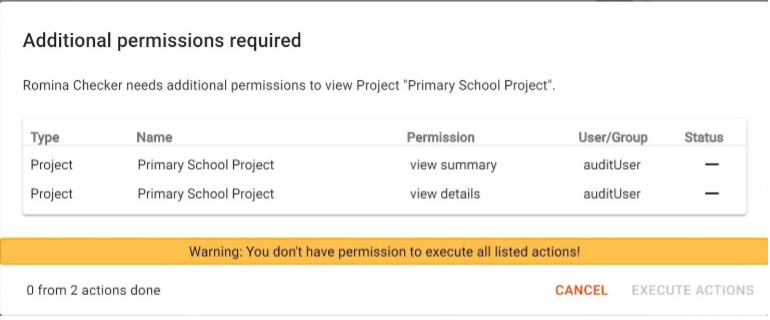 Additional permissions required
Romina Checker needs additional permissions to view Project "Primary School Project".
Type Name Permission User/Group Status
Project Primary School Project view summary auditUser —
Project Primary School Project view details auditUser —
Warning: You don't have permission to execute all listed actions!
0 from 2 actions done CANCEL EXECUTE ACTIONS